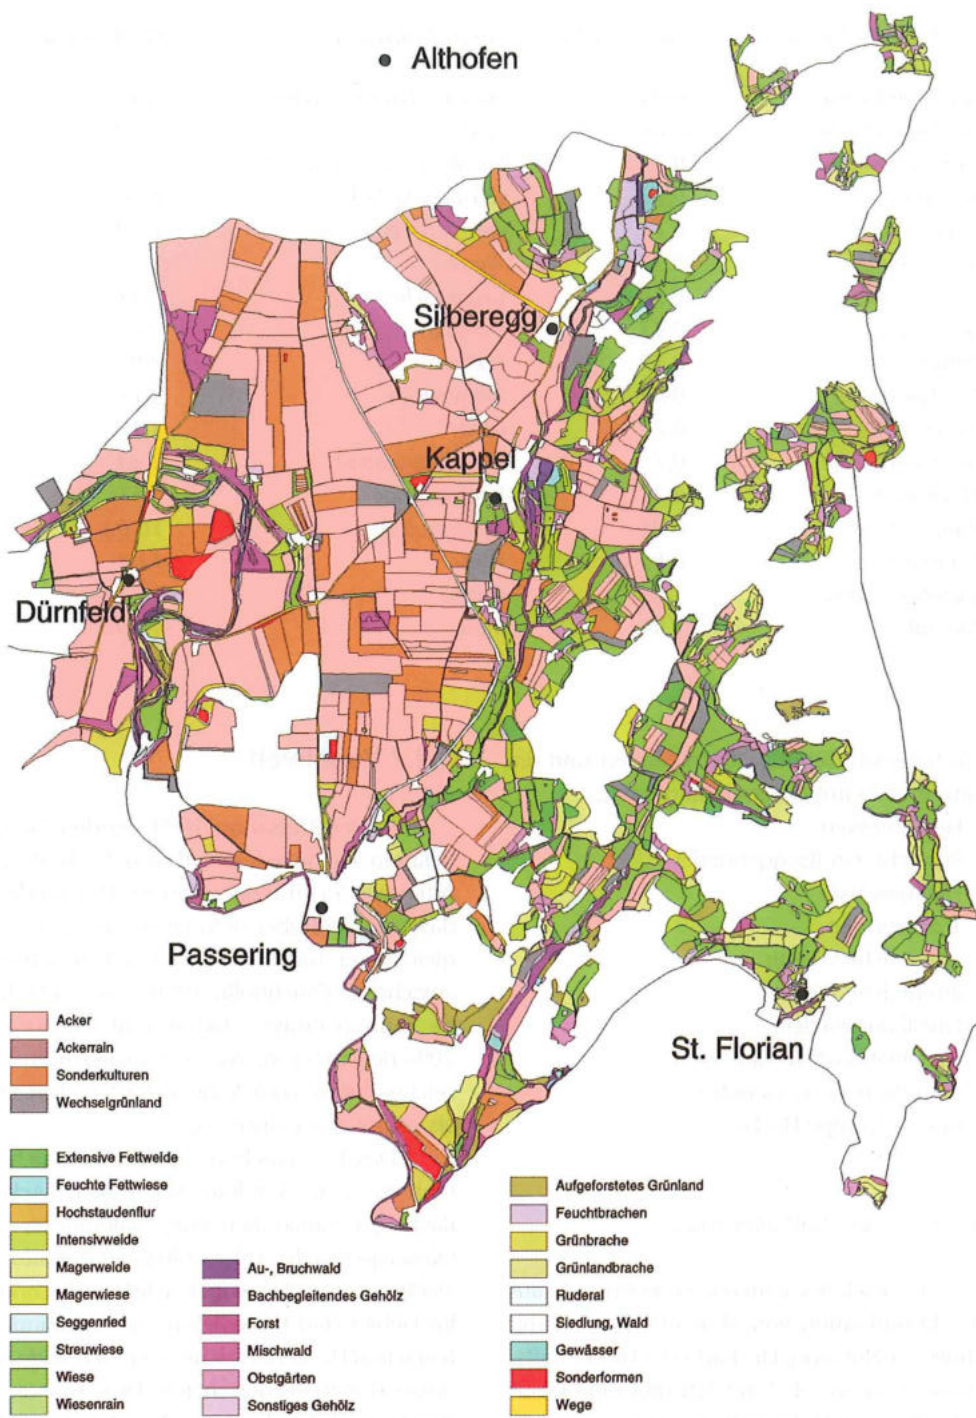 Althofen
Silberegg
Kappel
Dürnfeld
Passering
St. Florian
Acker
Ackerrain
Sonderkulturen
Wechselgrünland
Extensive Fettweide
Feuchte Fettwiese
Hochstaudenflur
Intensivweide
Magerweide
Magerwiese
Seggenried
Streuwiese
Wiese
Wiesenrain
Au-, Bruchwald
Bachbegleitendes Gehölz
Forst
Mischwald
Obstgärten
Sonstiges Gehölz
Aufgeforstetes Grünland
Feuchtbrachen
Grünbrache
Grünlandbrache
Ruderal
Siedlung, Wald
Gewässer
Sonderformen
Wege